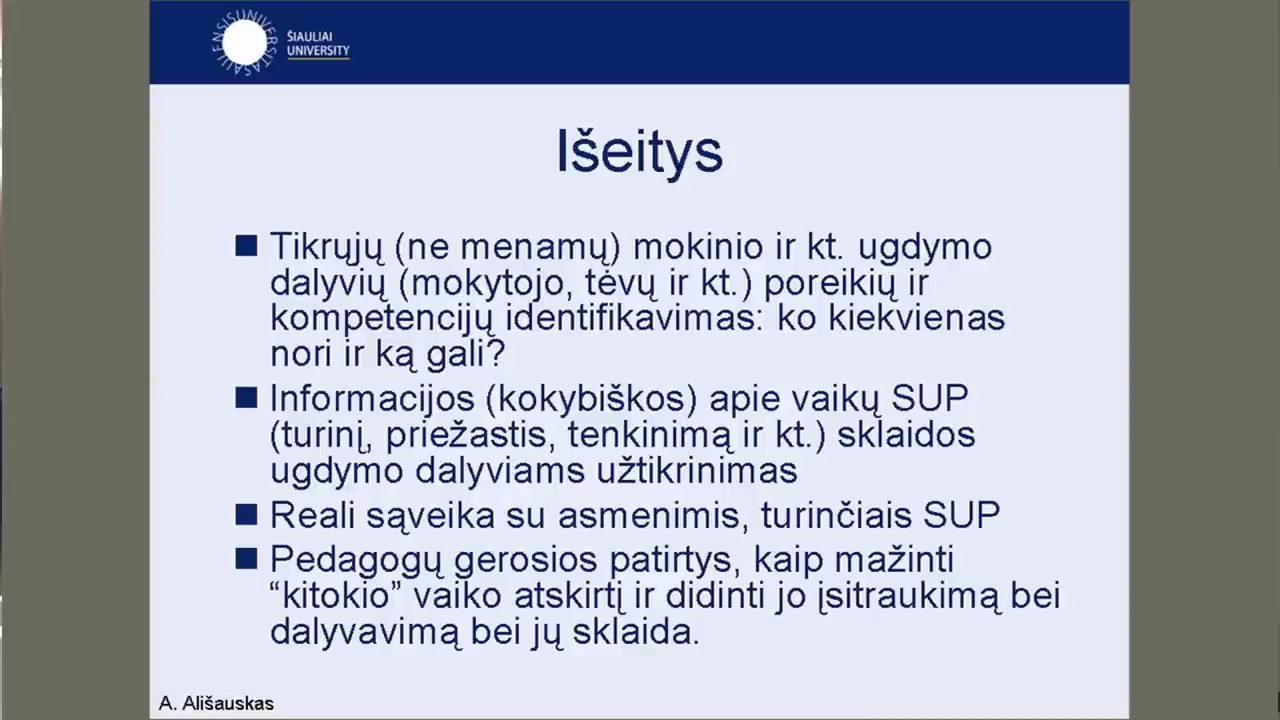 ŠIAULIAI
UNIVERSITY
Išeitys
Tikrųjų (ne menamų) mokinio ir kt. ugdymo
dalyvių (mokytojo, tėvų ir kt.) poreikių ir
kompetencijų identifikavimas: ko kiekvienas
nori ir ką gali?
Informacijos (kokybiškos) apie vaikų SUP
(turinį, priežastis, tenkinimą ir kt.) sklaidos
ugdymo dalyviams užtikrinimas
Reali sąveika su asmenimis, turinčiais SUP
Pedagogų gerosios patirtys, kaip mažinti
“kitokio” vaiko atskirtį ir didinti jo įsitraukimą bei
dalyvavimą bei jų sklaida.
A. Ališauskas